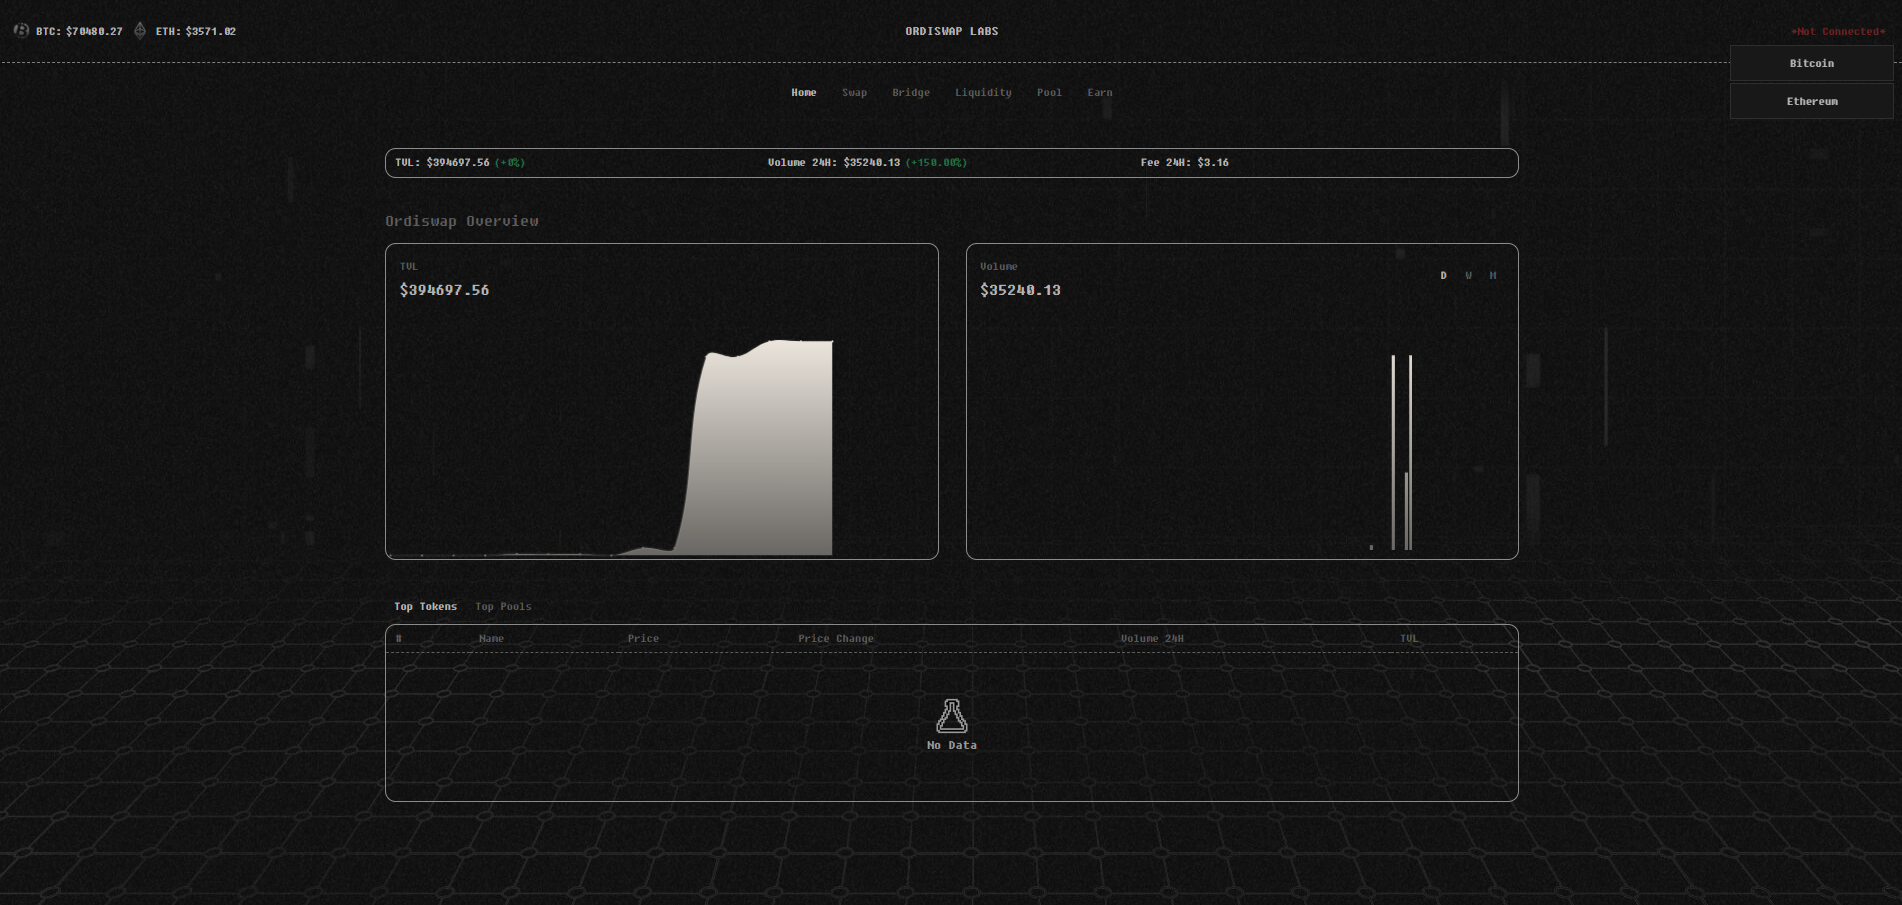 BTC: $70480.27 ETH: $3571.02
ORDISWAP LABS
*Not Connected*
Bitcoin
Ethereum
Home Swap Bridge Liquidity Pool Earn
TVL: $394697.56 (+0%) Volume 24H: $35240.13 (+150.00%) Fee 24H: $3.16
Ordiswap Overview
TVL
$394697.56
Volume
$35240.13
D W M
Top Tokens Top Pools
# Name Price Price Change Volume 24H TVL
No Data